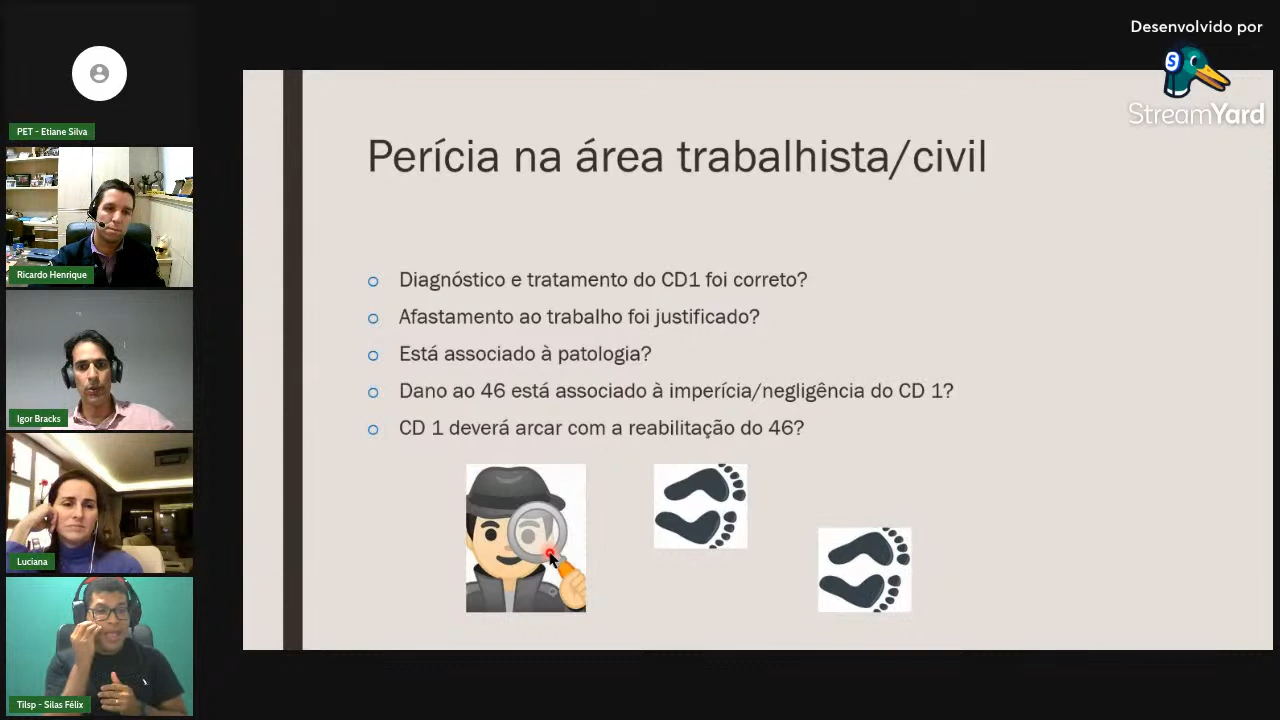 Desenvolvido por
StreamYard
PET - Etiane Silva
Ricardo Henrique
Igor Bracks
Luciana
Tilsp - Silas Félix
Perícia na área trabalhista/civil
Diagnóstico e tratamento do CD1 foi correto?
Afastamento ao trabalho foi justificado?
Está associado à patologia?
Dano ao 46 está associado à imperícia/negligência do CD 1?
CD 1 deverá arcar com a reabilitação do 46?